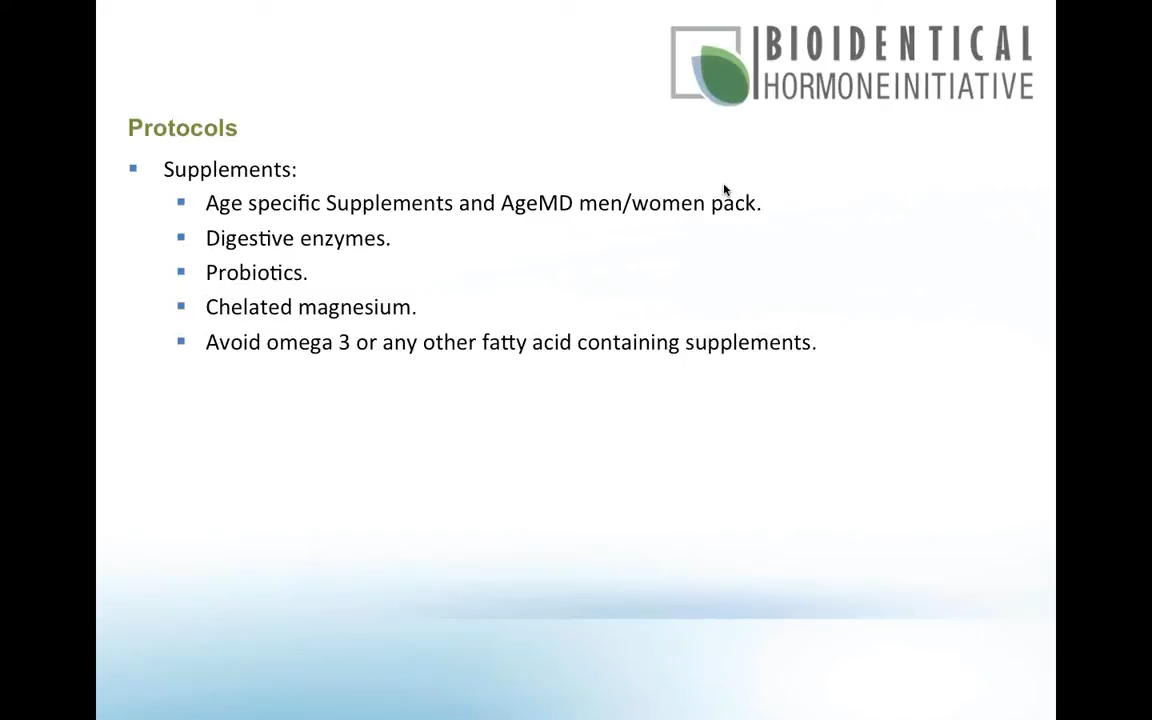 BIOIDENTICAL
HORMONEINITIATIVE
Protocols
Supplements:
Age specific Supplements and AgeMD men/women pack.
Digestive enzymes.
Probiotics.
Chelated magnesium.
Avoid omega 3 or any other fatty acid containing supplements.